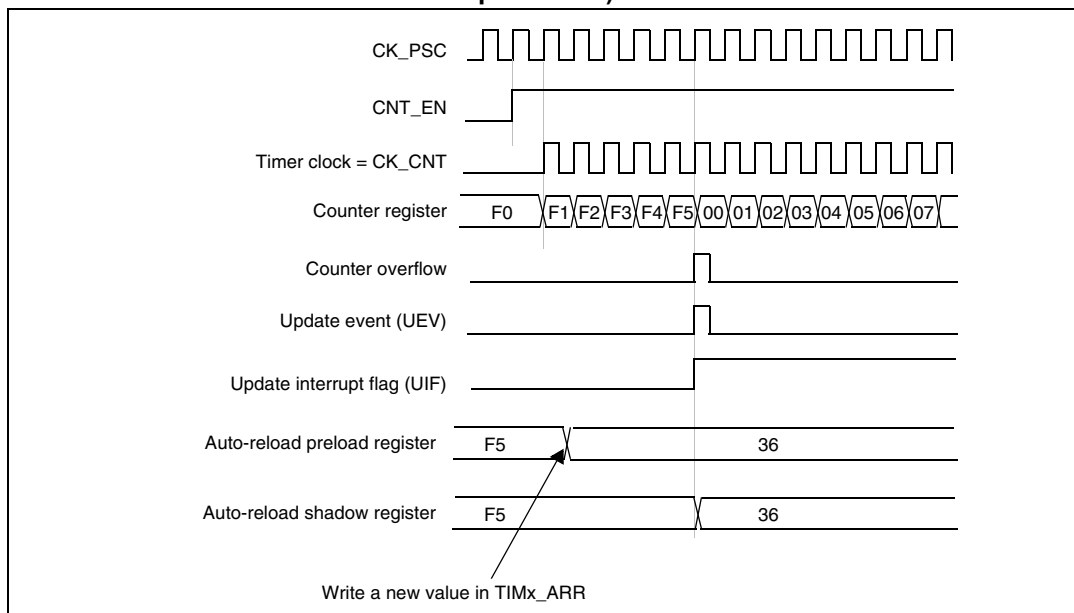 CK_PSC
CNT_EN
Timer clock = CK_CNT
Counter register F0 F1 F2 F3 F4 F5 00 01 02 03 04 05 06 07
Counter overflow
Update event (UEV)
Update interrupt flag (UIF)
Auto-reload preload register F5 36
Auto-reload shadow register F5 36
Write a new value in TIMx_ARR